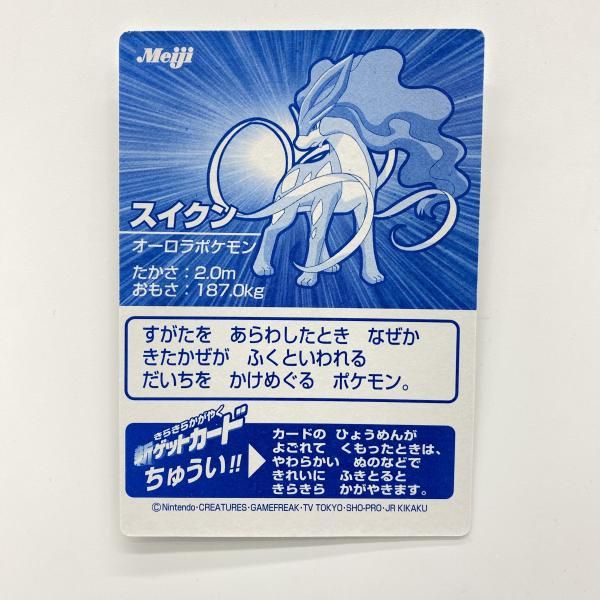 Meiji
スイクン
オーロラポケモン
たかさ：2.0m
おもさ：187.0kg
すがたを あらわしたとき なぜか
きたかぜが ふくといわれる
だいちを かけめぐる ポケモン。
きらきらかがやく
新ゲットカード
ちゅうい!!
カードの ひょうめんが
よごれて くもったときは、
やわらかい ぬのなどで
きれいに ふきとると
きらきら かがやきます。
©Nintendo・CREATURES・GAMEFREAK・TV TOKYO・SHO-PRO・JR KIKAKU